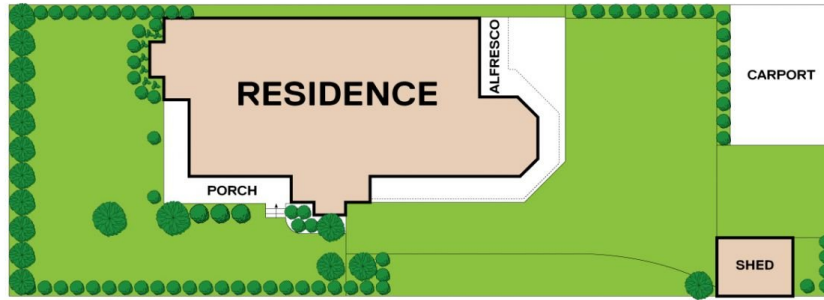 RESIDENCE
ALFRESCO
CARPORT
PORCH
SHED